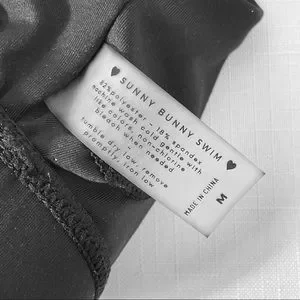 ♥ SUNNY BUNNY SWIM ♥
82% polyester - 18% spandex
machine wash cold gentle with
like colors, non-chlorine
bleach when needed
tumble dry low, remove
promptly, iron low
MADE IN CHINA
M